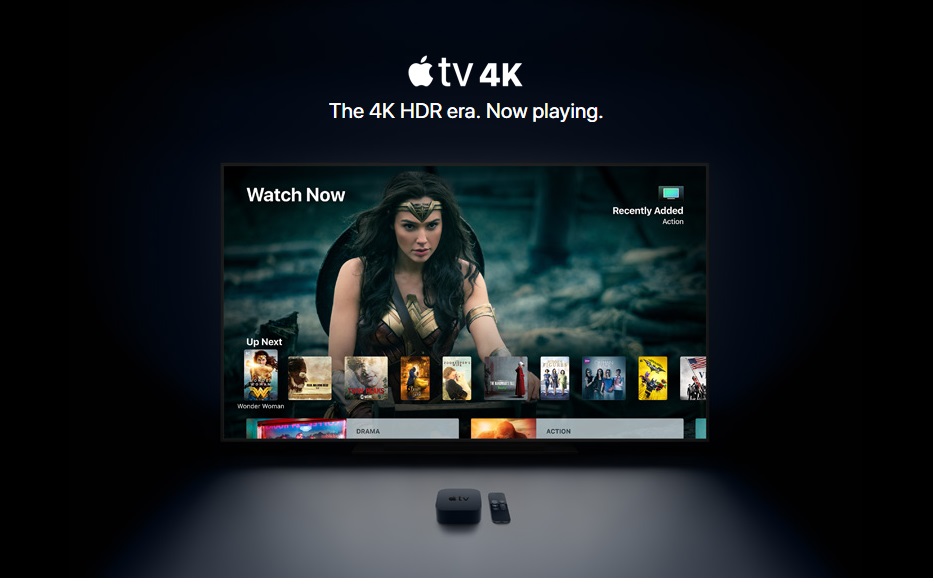 tv 4K
The 4K HDR era. Now playing.
Watch Now
Recently Added
Action
Up Next
Wonder Woman
DRAMA
ACTION
tv